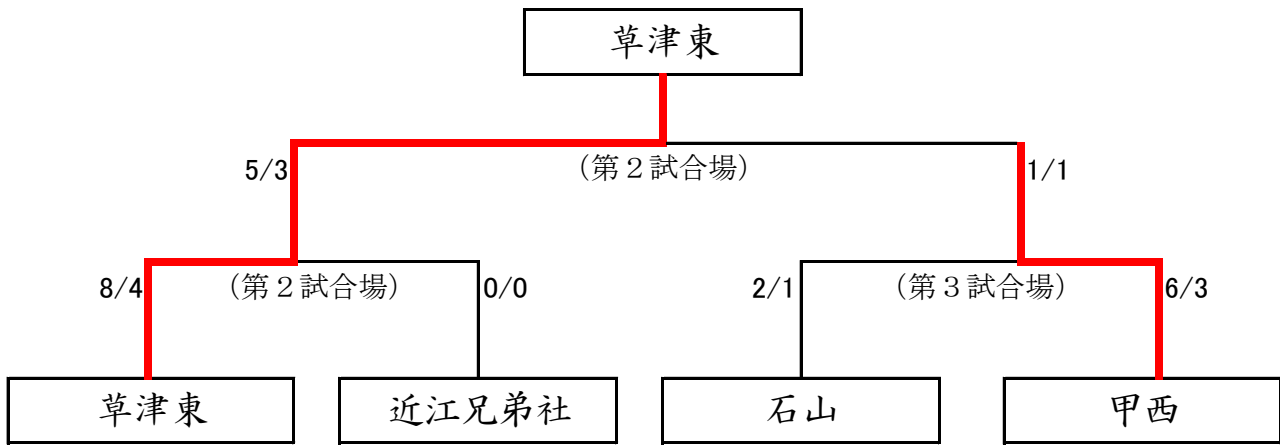 草津東
5/3
(第２試合場)
1/1
8/4
(第２試合場)
0/0
2/1
(第３試合場)
6/3
草津東
近江兄弟社
石山
甲西